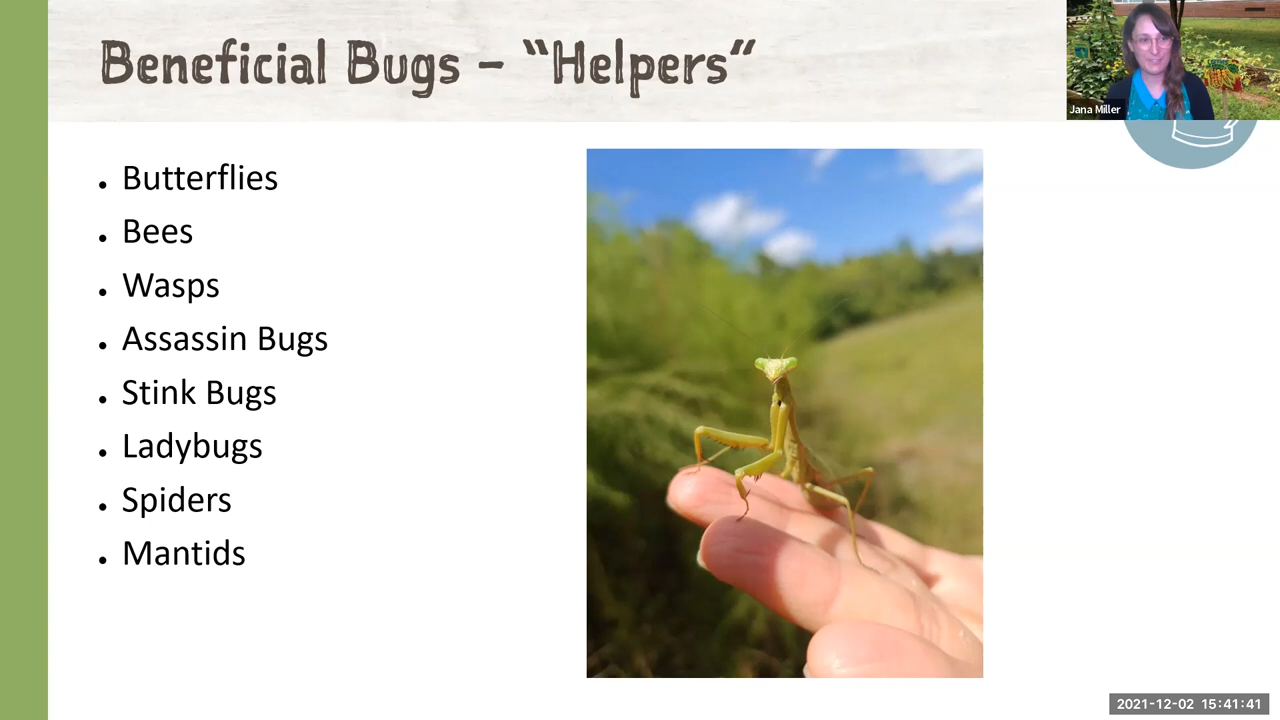 Beneficial Bugs – “Helpers”
Jana Miller
• Butterflies
• Bees
• Wasps
• Assassin Bugs
• Stink Bugs
• Ladybugs
• Spiders
• Mantids
2021-12-02 15:41:41